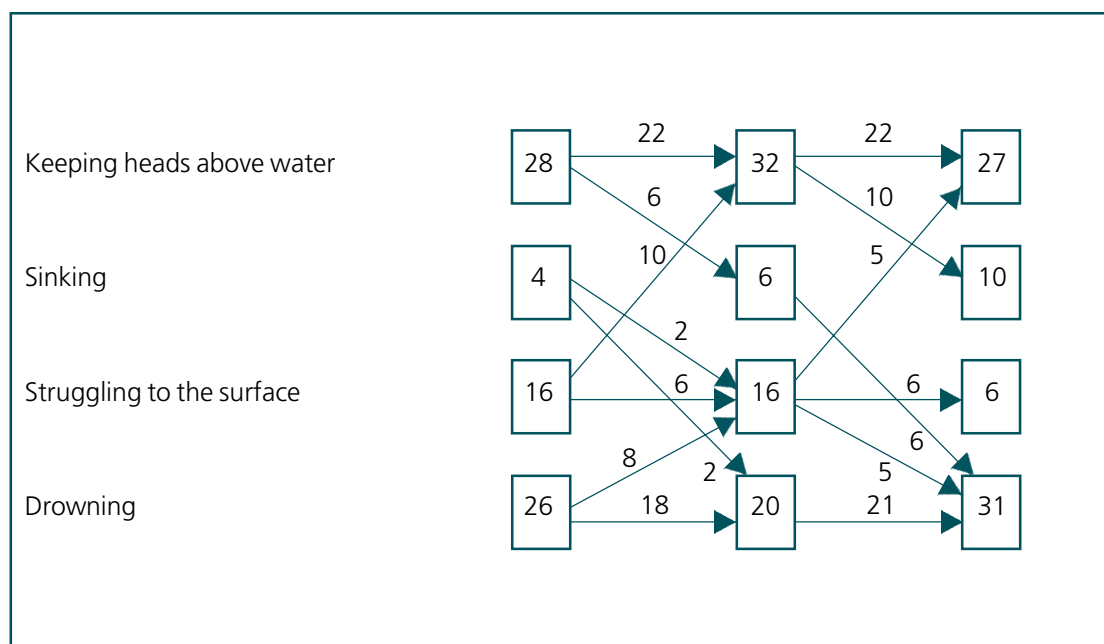 22 22
Keeping heads above water 28 32 27
6 10
10 5
Sinking 4 6 10
2
Struggling to the surface 16 6 16 6 6
6
8 2 5
Drowning 26 18 20 21 31